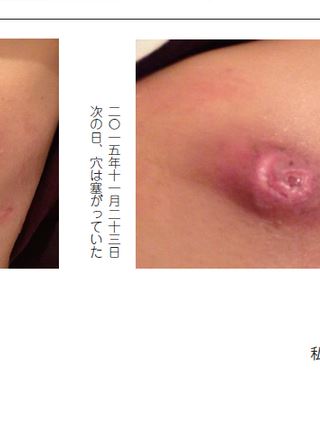 二〇一五年十一月二十三日
次の日、穴は塞がっていた
私